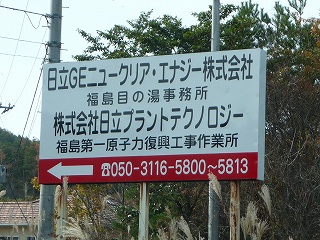 日立GEニュークリア・エナジー株式会社
福島目の湯事務所
株式会社日立プラントテクノロジー
福島第一原子力復興工事作業所
☎050-3116-5800~5813